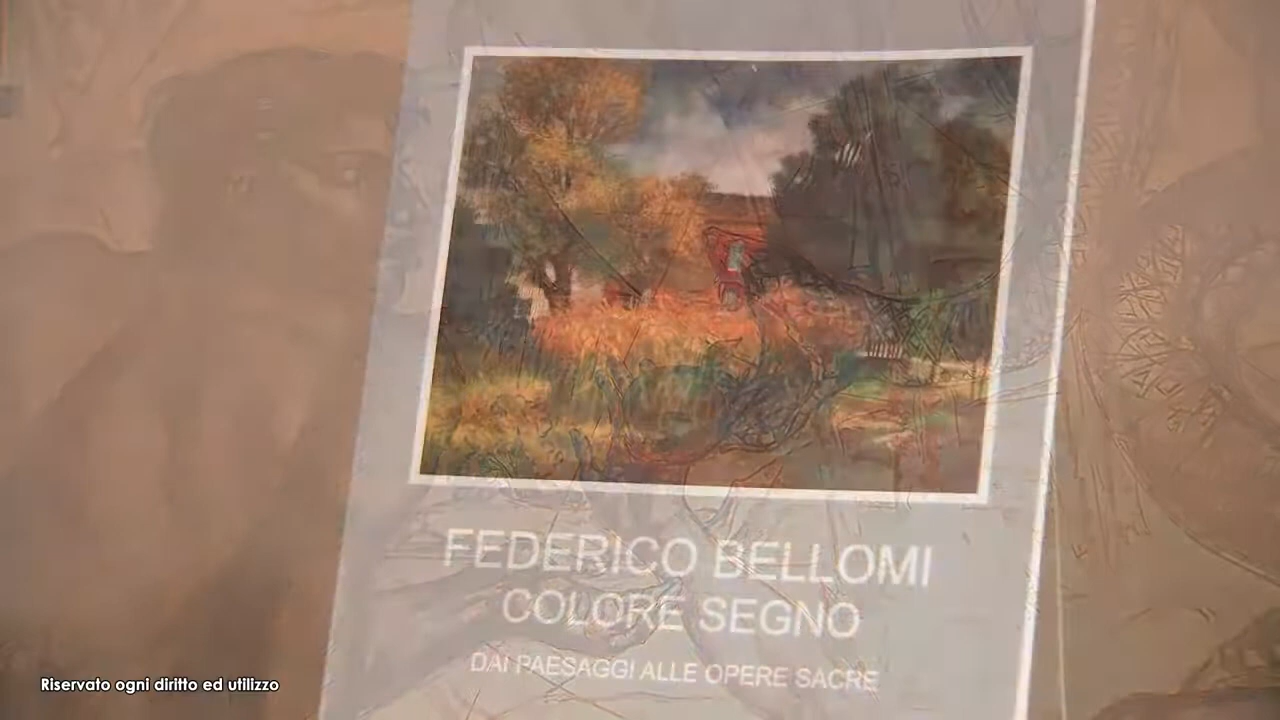 FEDERICO BELLOMI
COLORE SEGNO
DAI PAESAGGI ALLE OPERE SACRE
Riservato ogni diritto ed utilizzo